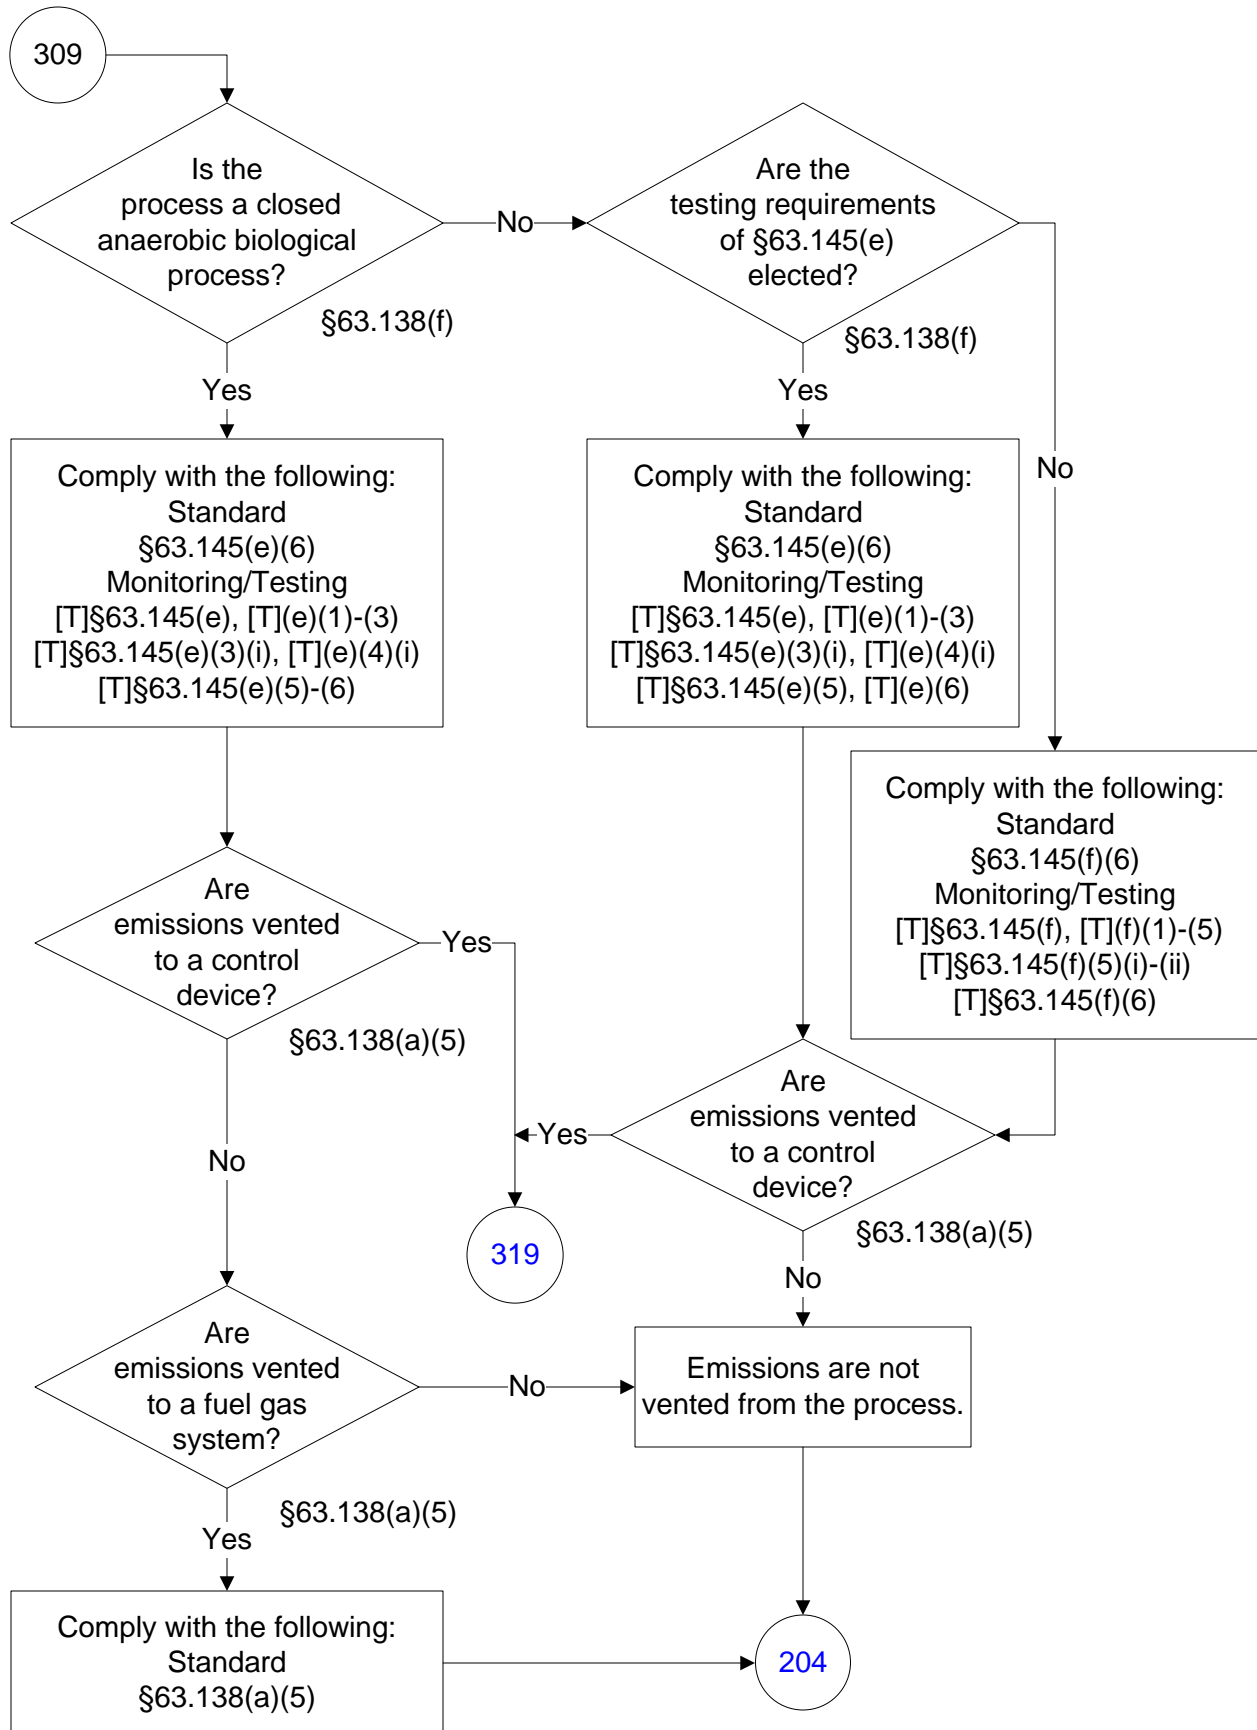 309
Is the
process a closed
anaerobic biological
process?
§63.138(f)
No
Are the
testing requirements
of §63.145(e)
elected?
§63.138(f)
Yes
Yes
No
Comply with the following:
Standard
§63.145(e)(6)
Monitoring/Testing
[T]§63.145(e), [T](e)(1)-(3)
[T]§63.145(e)(3)(i), [T](e)(4)(i)
[T]§63.145(e)(5)-(6)
Comply with the following:
Standard
§63.145(e)(6)
Monitoring/Testing
[T]§63.145(e), [T](e)(1)-(3)
[T]§63.145(e)(3)(i), [T](e)(4)(i)
[T]§63.145(e)(5), [T](e)(6)
Comply with the following:
Standard
§63.145(f)(6)
Monitoring/Testing
[T]§63.145(f), [T](f)(1)-(5)
[T]§63.145(f)(5)(i)-(ii)
[T]§63.145(f)(6)
Are
emissions vented
to a control
device?
§63.138(a)(5)
Yes
No
Are
emissions vented
to a control
device?
§63.138(a)(5)
Yes
No
319
Are
emissions vented
to a fuel gas
system?
§63.138(a)(5)
No
Yes
Emissions are not
vented from the process.
Comply with the following:
Standard
§63.138(a)(5)
204